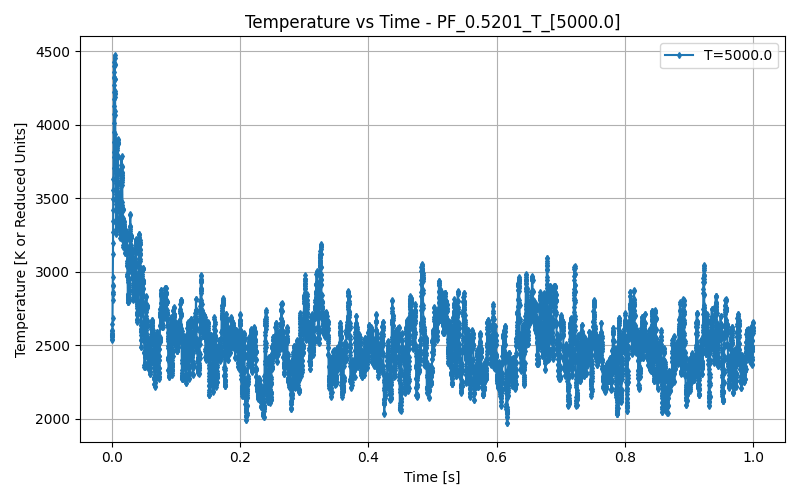 Temperature vs Time - PF_0.5201_T_[5000.0]
T=5000.0
Temperature [K or Reduced Units]
4500
4000
3500
3000
2500
2000
0.0 0.2 0.4 0.6 0.8 1.0
Time [s]